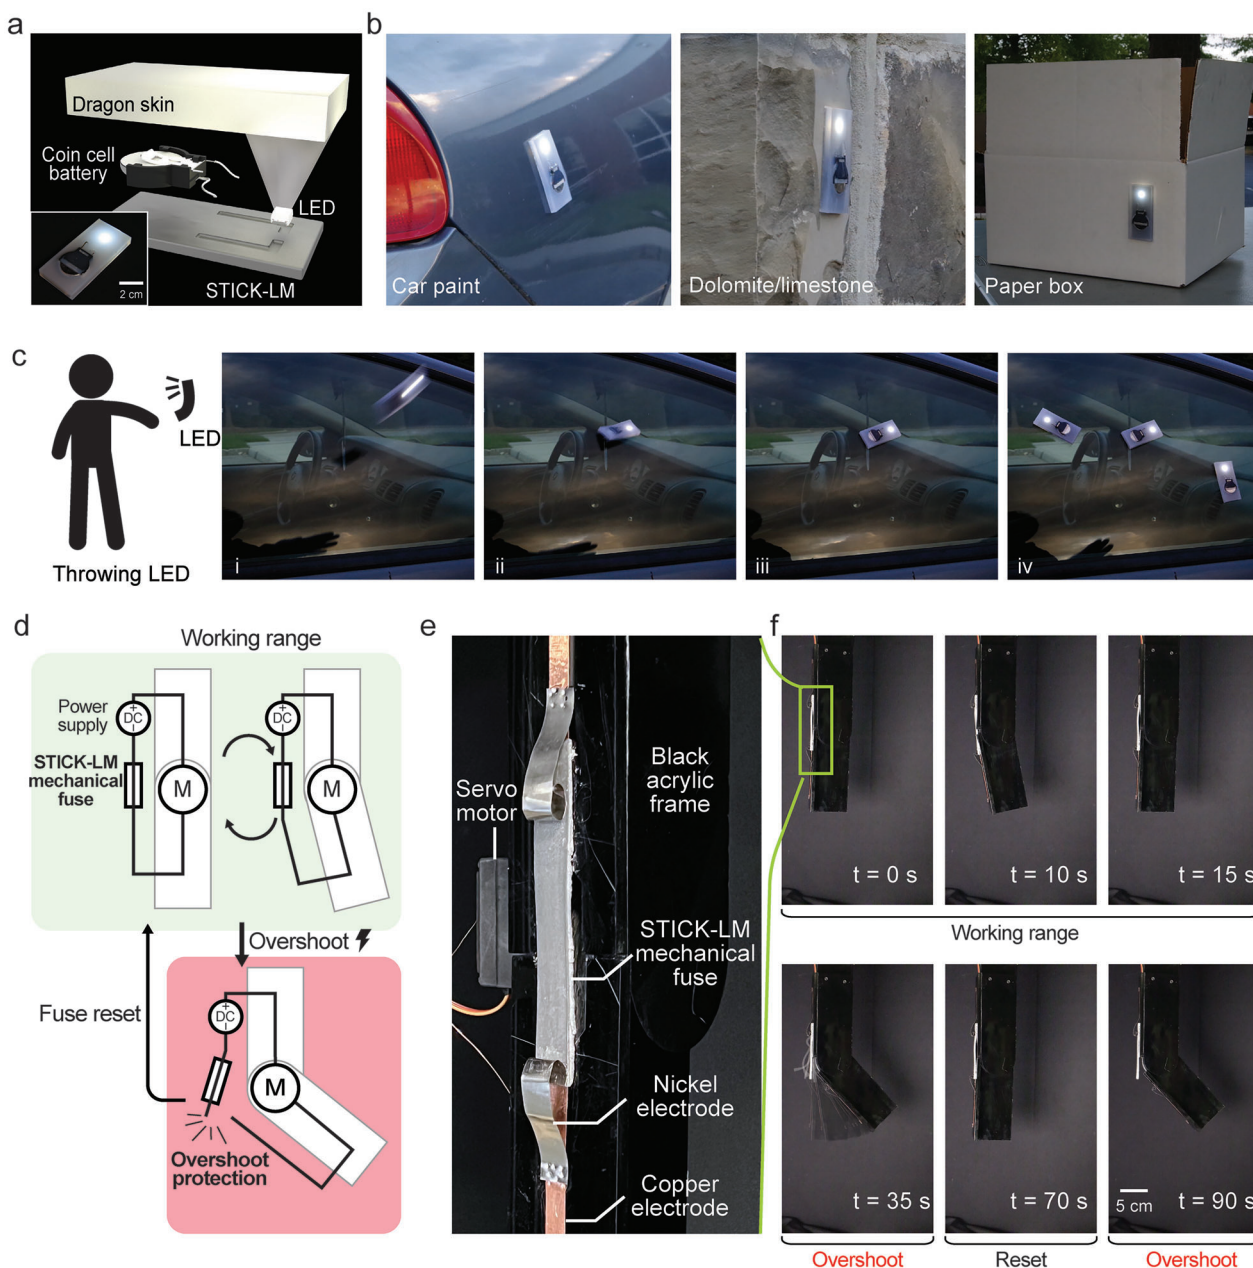 a
Dragon skin
Coin cell
battery
LED
2 cm
STICK-LM
b
Car paint
Dolomite/limestone
Paper box
c
LED
Throwing LED
i
ii
iii
iv
d
Working range
Power
supply
+
DC
−
STICK-LM
mechanical
fuse
M
+
DC
−
M
Overshoot
Fuse reset
+
DC
−
M
Overshoot
protection
e
Servo
motor
Black
acrylic
frame
STICK-LM
mechanical
fuse
Nickel
electrode
Copper
electrode
f
t = 0 s
t = 10 s
t = 15 s
Working range
t = 35 s
t = 70 s
5 cm
t = 90 s
Overshoot
Reset
Overshoot